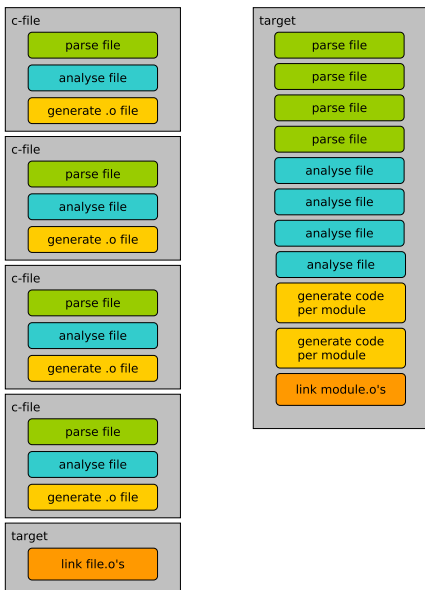 c-file
parse file
analyse file
generate .o file
c-file
parse file
analyse file
generate .o file
c-file
parse file
analyse file
generate .o file
c-file
parse file
analyse file
generate .o file
target
link file.o's
target
parse file
parse file
parse file
parse file
analyse file
analyse file
analyse file
analyse file
generate code
per module
generate code
per module
link module.o's